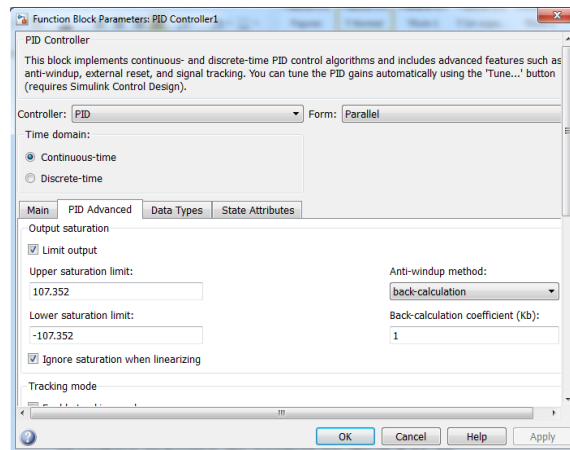 Function Block Parameters: PID Controller1
PID Controller
This block implements continuous- and discrete-time PID control algorithms and includes advanced features such as
anti-windup, external reset, and signal tracking. You can tune the PID gains automatically using the 'Tune...' button
(requires Simulink Control Design).
Controller: PID Form: Parallel
Time domain:
Continuous-time
Discrete-time
Main PID Advanced Data Types State Attributes
Output saturation
Limit output
Upper saturation limit: Anti-windup method:
107.352 back-calculation
Lower saturation limit: Back-calculation coefficient (Kb):
-107.352 1
Ignore saturation when linearizing
Tracking mode
OK Cancel Help Apply